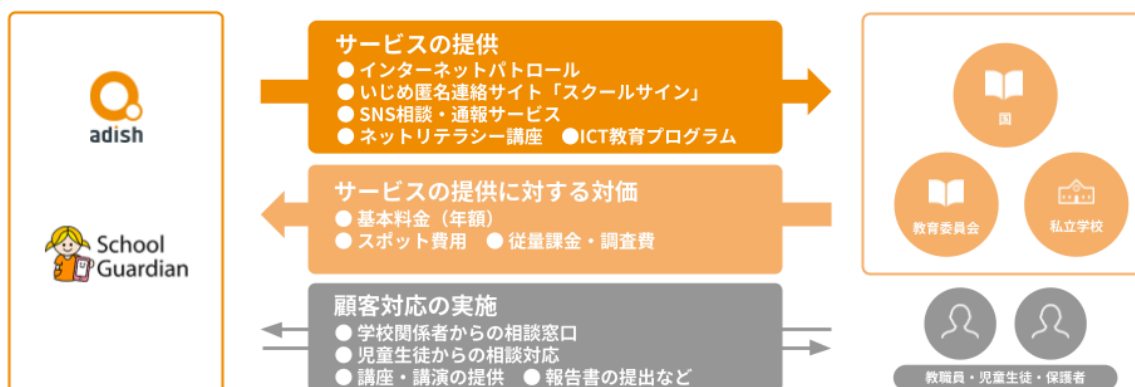 adish
School
Guardian
サービスの提供
● インターネットパトロール
● いじめ匿名連絡サイト「スクールサイン」
● SNS相談・通報サービス
● ネットリテラシー講座 ●ICT教育プログラム
サービスの提供に対する対価
● 基本料金（年額）
● スポット費用 ● 従量課金・調査費
顧客対応の実施
● 学校関係者からの相談窓口
● 児童生徒からの相談対応
● 講座・講演の提供 ● 報告書の提出など
国
教育委員会
私立学校
教職員・児童生徒・保護者